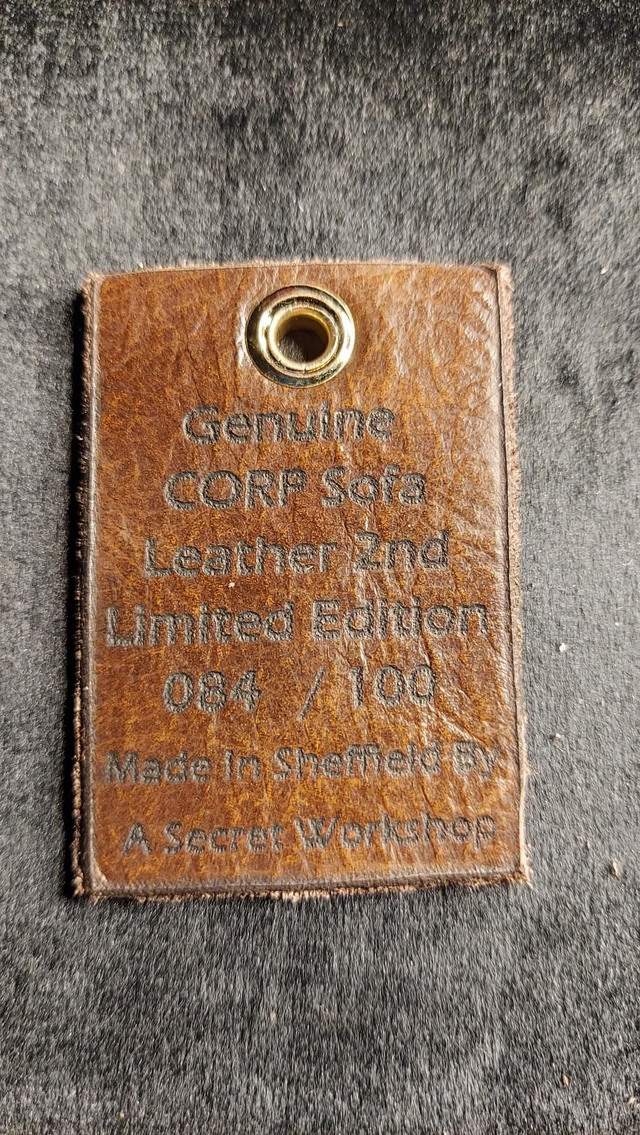 Genuine
CORP Sofa
Leather 2nd
Limited Edition
084 / 100
Made In Sheffield By
A Secret Workshop